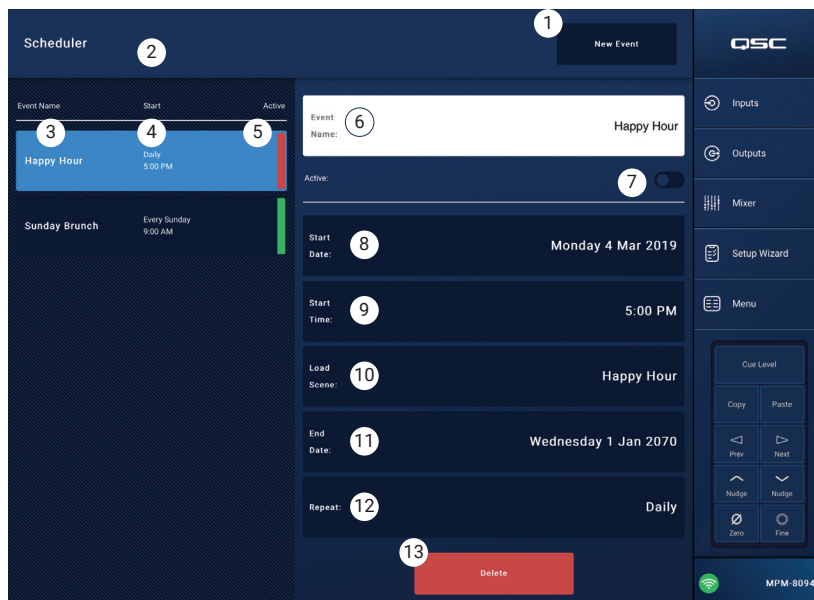 1
Scheduler
2
New Event
QSC
Event Name
Start
Active
3
4
5
Happy Hour
Daily
5:00 PM
Sunday Brunch
Every Sunday
9:00 AM
Event
Name:
6
Happy Hour
Active:
7
Start
Date:
8
Monday 4 Mar 2019
Start
Time:
9
5:00 PM
Load
Scene:
10
Happy Hour
End
Date:
11
Wednesday 1 Jan 2070
Repeat:
12
Daily
13
Delete
Inputs
Outputs
Mixer
Setup Wizard
Menu
Cue Level
Copy
Paste
Prev
Next
Nudge
Nudge
Zero
Fine
MPM-8094